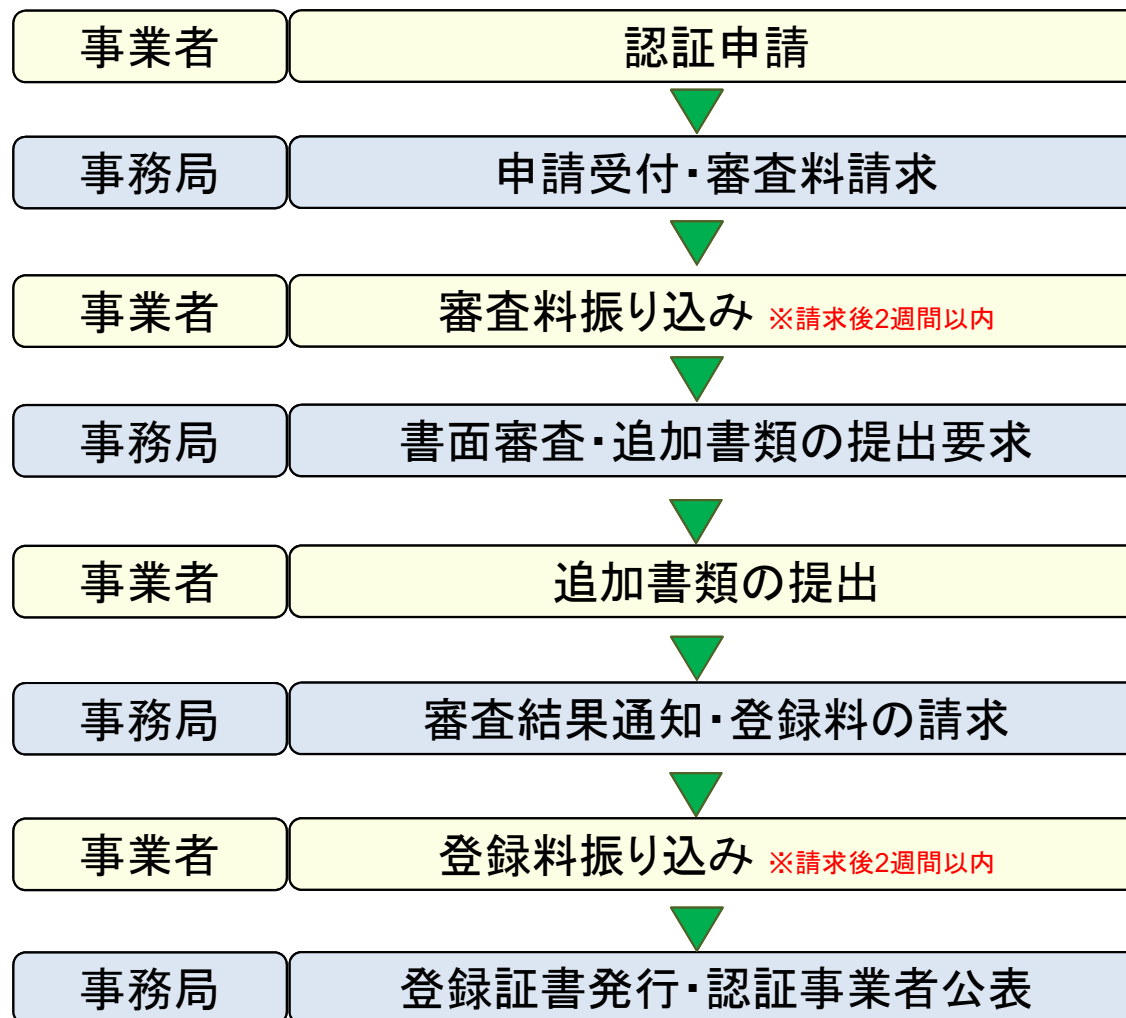 事業者 認証申請
事務局 申請受付・審査料請求
事業者 審査料振り込み ※請求後2週間以内
事務局 書面審査・追加書類の提出要求
事業者 追加書類の提出
事務局 審査結果通知・登録料の請求
事業者 登録料振り込み ※請求後2週間以内
事務局 登録証書発行・認証事業者公表